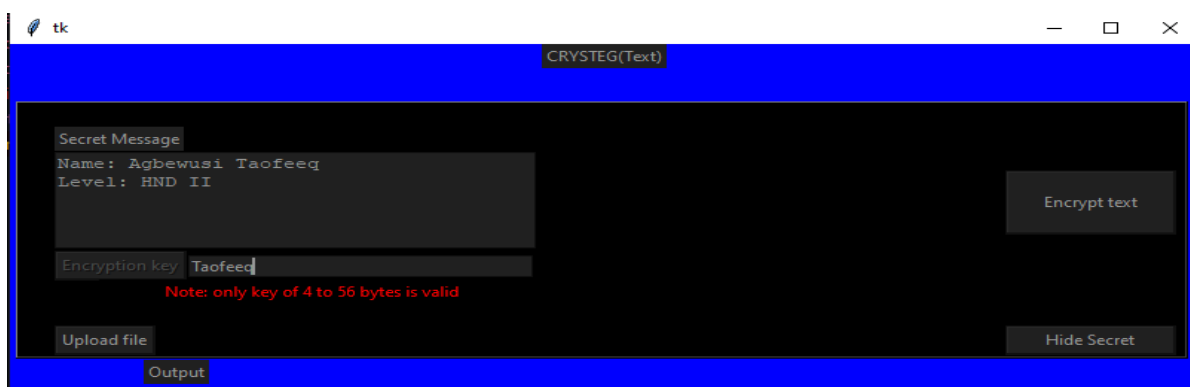 tk
CRYSTEG(Text)
Secret Message
Name: Agbewusi Taofeeq
Level: HND II
Encrypt text
Encryption key Taofeeq
Note: only key of 4 to 56 bytes is valid
Upload file Hide Secret
Output